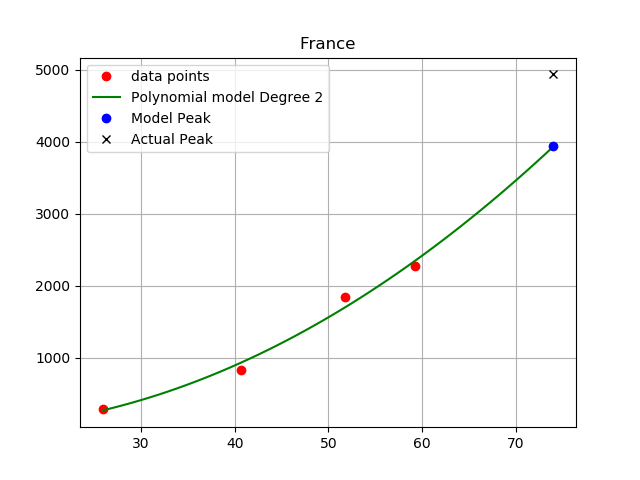 France
data points
Polynomial model Degree 2
Model Peak
Actual Peak
5000
4000
3000
2000
1000
30 40 50 60 70